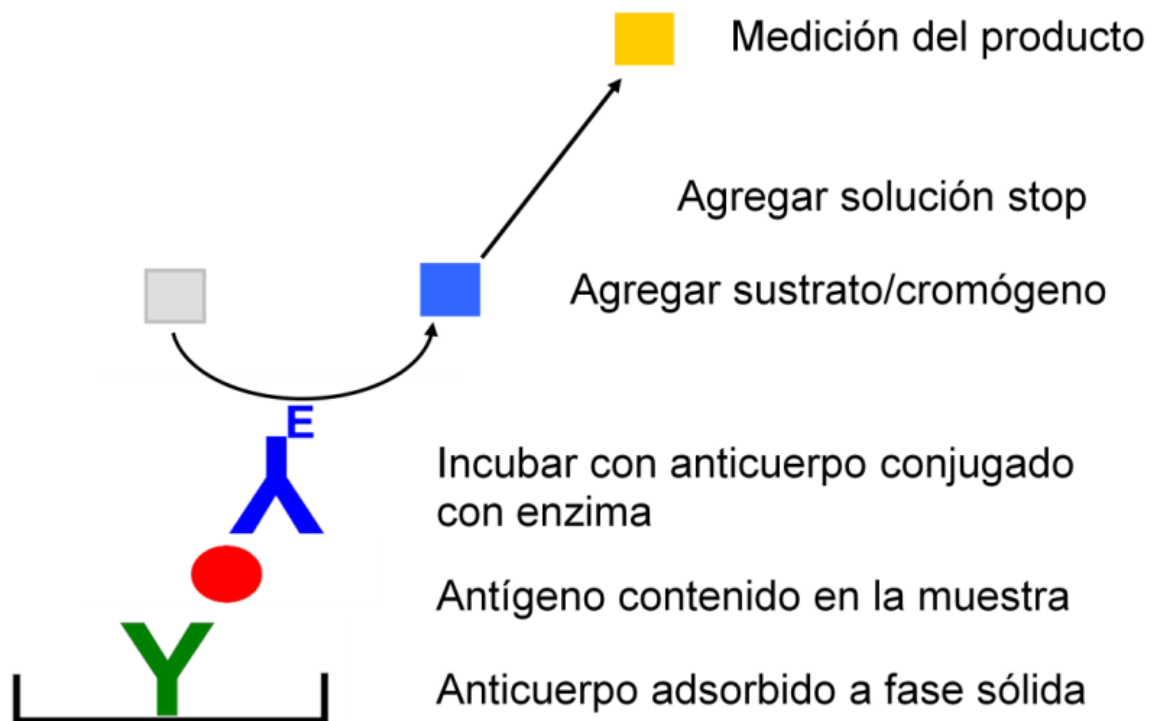 Medición del producto
Agregar solución stop
Agregar sustrato/cromógeno
E
Incubar con anticuerpo conjugado
con enzima
Antígeno contenido en la muestra
Anticuerpo adsorbido a fase sólida